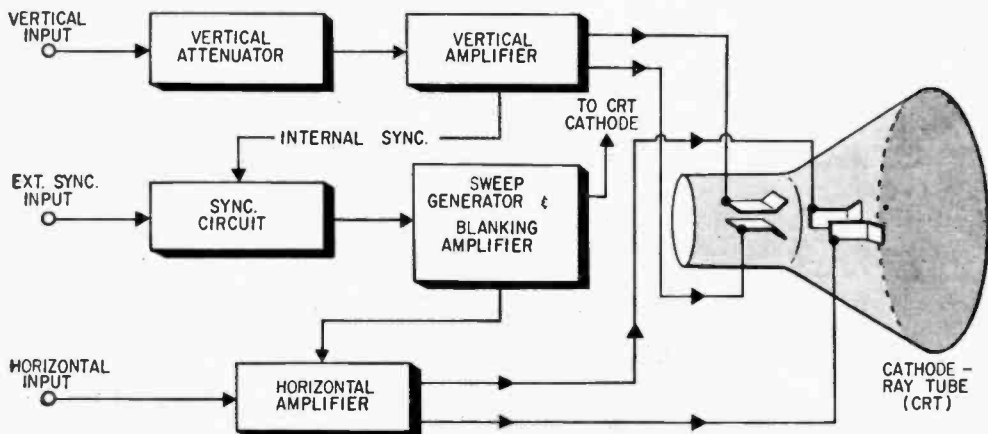 VERTICAL
INPUT
VERTICAL
ATTENUATOR
VERTICAL
AMPLIFIER
TO CRT
CATHODE
INTERNAL SYNC.
EXT. SYNC.
INPUT
SYNC.
CIRCUIT
SWEEP
GENERATOR &
BLANKING
AMPLIFIER
HORIZONTAL
INPUT
HORIZONTAL
AMPLIFIER
CATHODE -
RAY TUBE
(CRT)